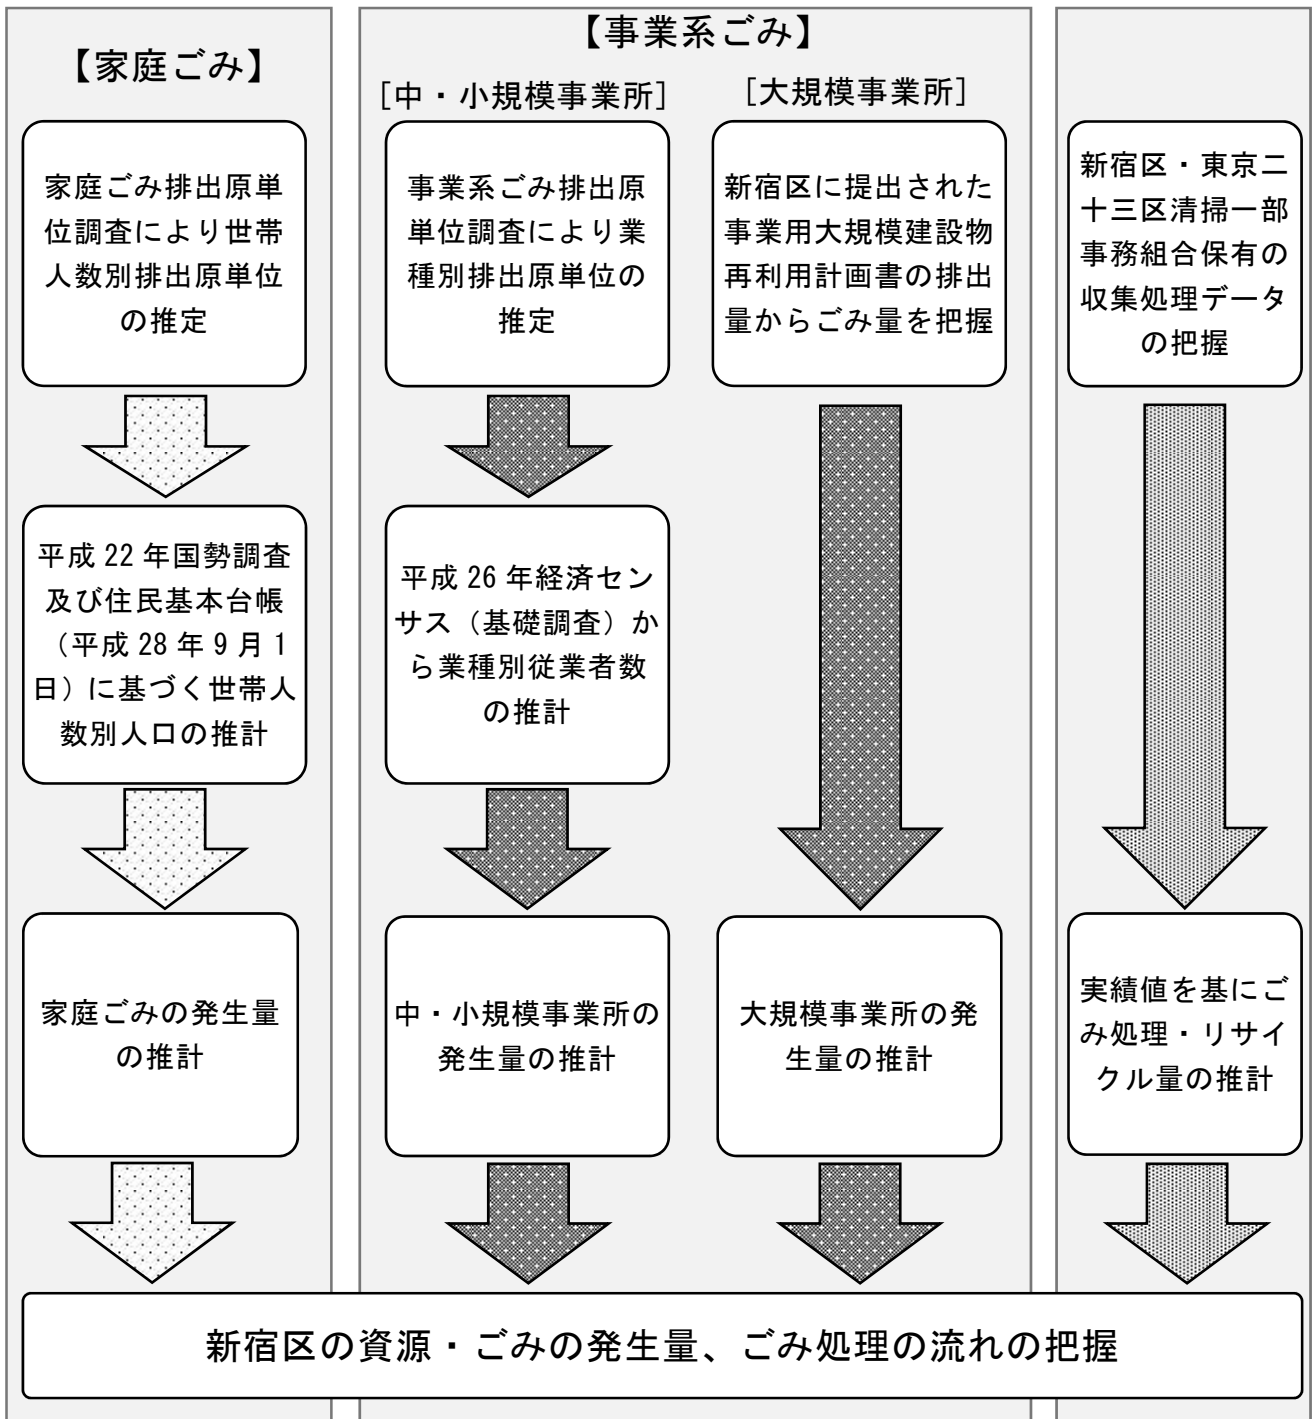 【家庭ごみ】
家庭ごみ排出原単
位調査により世帯
人数別排出原単位
の推定
平成 22 年国勢調査
及び住民基本台帳
（平成 28 年 9 月 1
日）に基づく世帯人
数別人口の推計
家庭ごみの発生量
の推計
【事業系ごみ】
[中・小規模事業所]
事業系ごみ排出原
単位調査により業
種別排出原単位の
推定
平成 26 年経済セン
サス（基礎調査）か
ら業種別従業者数
の推計
中・小規模事業所の
発生量の推計
[大規模事業所]
新宿区に提出された
事業用大規模建設物
再利用計画書の排出
量からごみ量を把握
大規模事業所の発
生量の推計
新宿区・東京二
十三区清掃一部
事務組合保有の
収集処理データ
の把握
実績値を基にご
み処理・リサイ
クル量の推計
新宿区の資源・ごみの発生量、ごみ処理の流れの把握